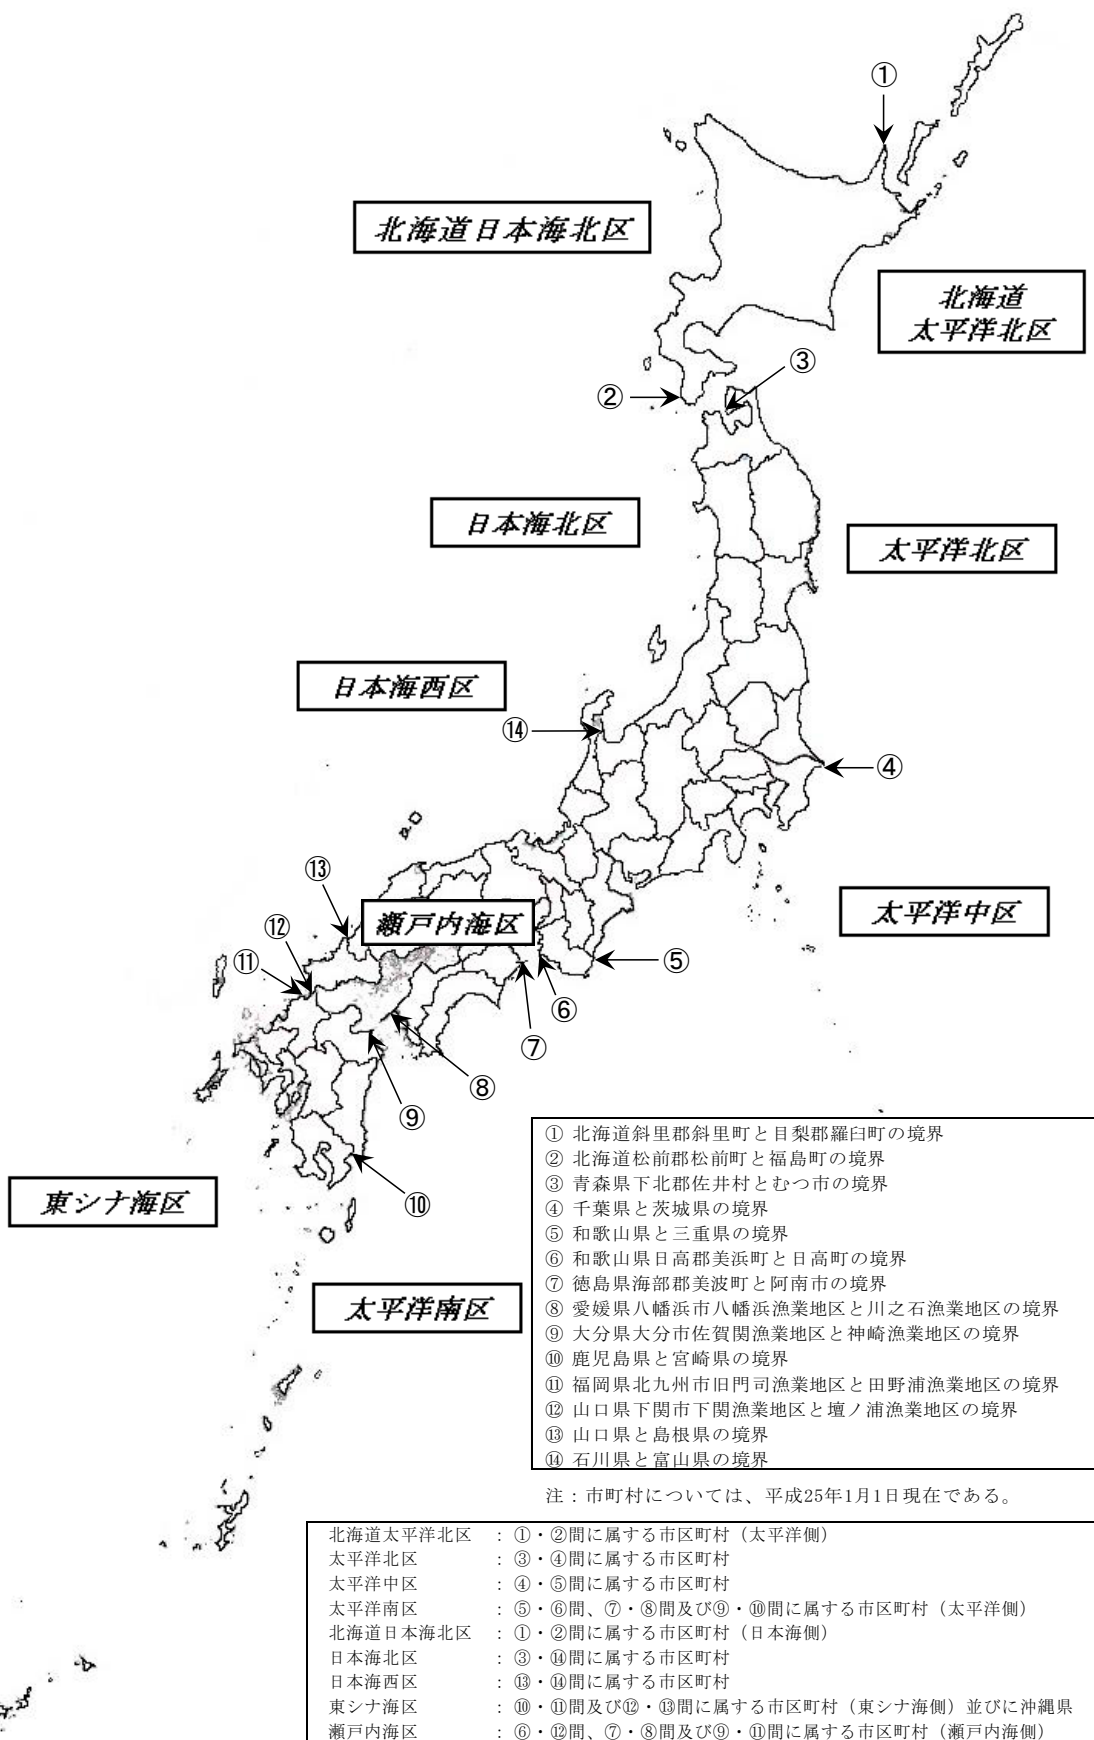 ①
北海道日本海北区
北海道
太平洋北区
③
②
日本海北区
太平洋北区
日本海西区
⑭
④
⑬
瀬戸内海区
太平洋中区
⑫
⑪
⑤
⑥
⑦
⑧
⑨
⑩
東シナ海区
太平洋南区
① 北海道斜里郡斜里町と目梨郡羅臼町の境界
② 北海道松前郡松前町と福島町の境界
③ 青森県下北郡佐井村とむつ市の境界
④ 千葉県と茨城県の境界
⑤ 和歌山県と三重県の境界
⑥ 和歌山県日高郡美浜町と日高町の境界
⑦ 徳島県海部郡美波町と阿南市の境界
⑧ 愛媛県八幡浜市八幡浜漁業地区と川之石漁業地区の境界
⑨ 大分県大分市佐賀関漁業地区と神崎漁業地区の境界
⑩ 鹿児島県と宮崎県の境界
⑪ 福岡県北九州市旧門司漁業地区と田野浦漁業地区の境界
⑫ 山口県下関市下関漁業地区と壇ノ浦漁業地区の境界
⑬ 山口県と島根県の境界
⑭ 石川県と富山県の境界
注：市町村については、平成25年1月1日現在である。
北海道太平洋北区 ：①・②間に属する市区町村（太平洋側）
太平洋北区 ：③・④間に属する市区町村
太平洋中区 ：④・⑤間に属する市区町村
太平洋南区 ：⑤・⑥間、⑦・⑧間及び⑨・⑩間に属する市区町村（太平洋側）
北海道日本海北区 ：①・②間に属する市区町村（日本海側）
日本海北区 ：③・⑭間に属する市区町村
日本海西区 ：⑬・⑭間に属する市区町村
東シナ海区 ：⑩・⑪間及び⑫・⑬間に属する市区町村（東シナ海側）並びに沖縄県
瀬戸内海区 ：⑥・⑫間、⑦・⑧間及び⑨・⑪間に属する市区町村（瀬戸内海側）